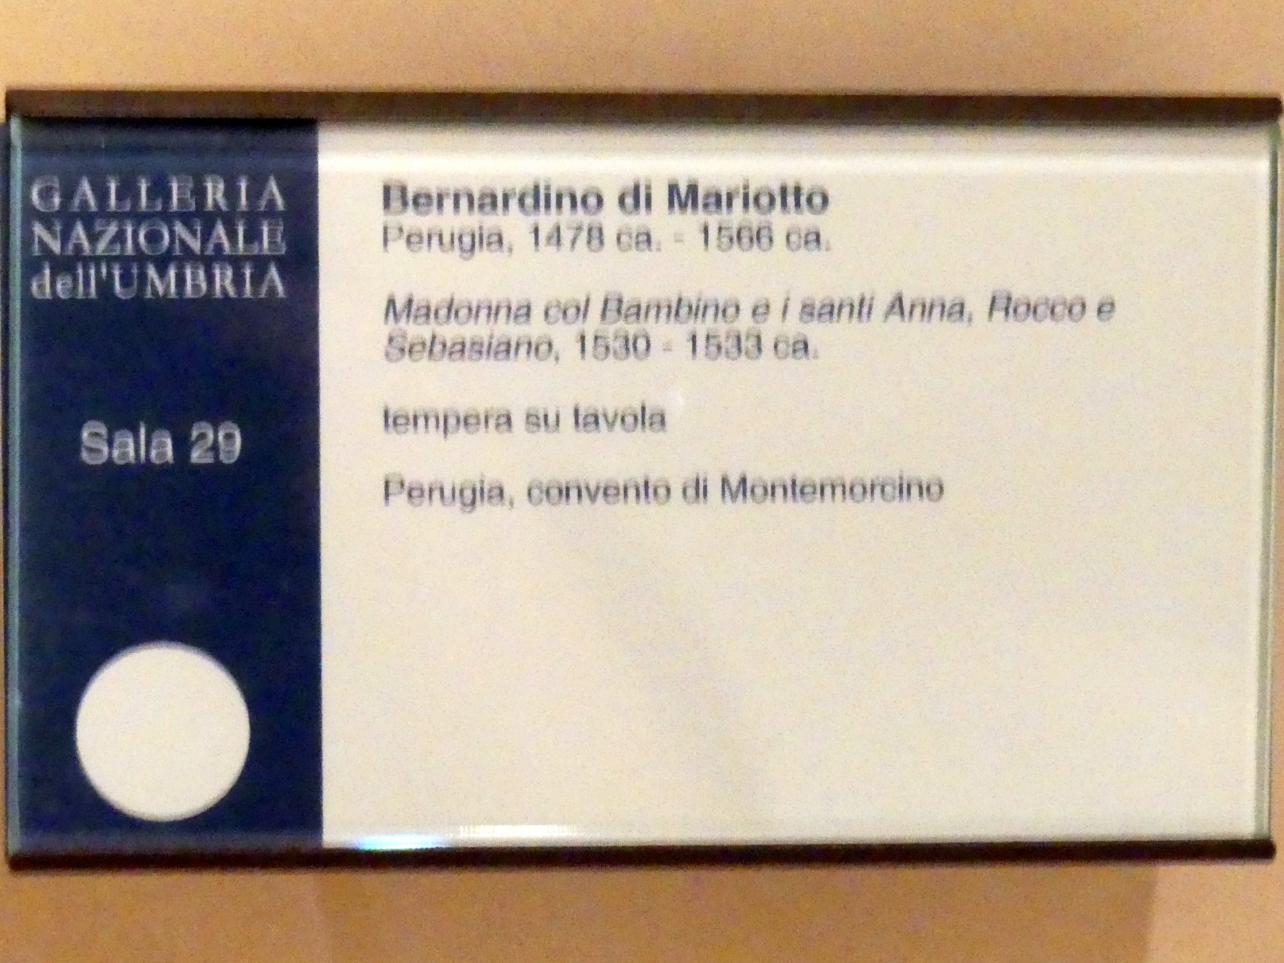 GALLERIA
NAZIONALE
dell'UMBRIA
Sala 29
Bernardino di Mariotto
Perugia, 1478 ca. - 1566 ca.
Madonna col Bambino e i santi Anna, Rocco e
Sebasiano, 1530 - 1533 ca.
tempera su tavola
Perugia, convento di Montemorcino